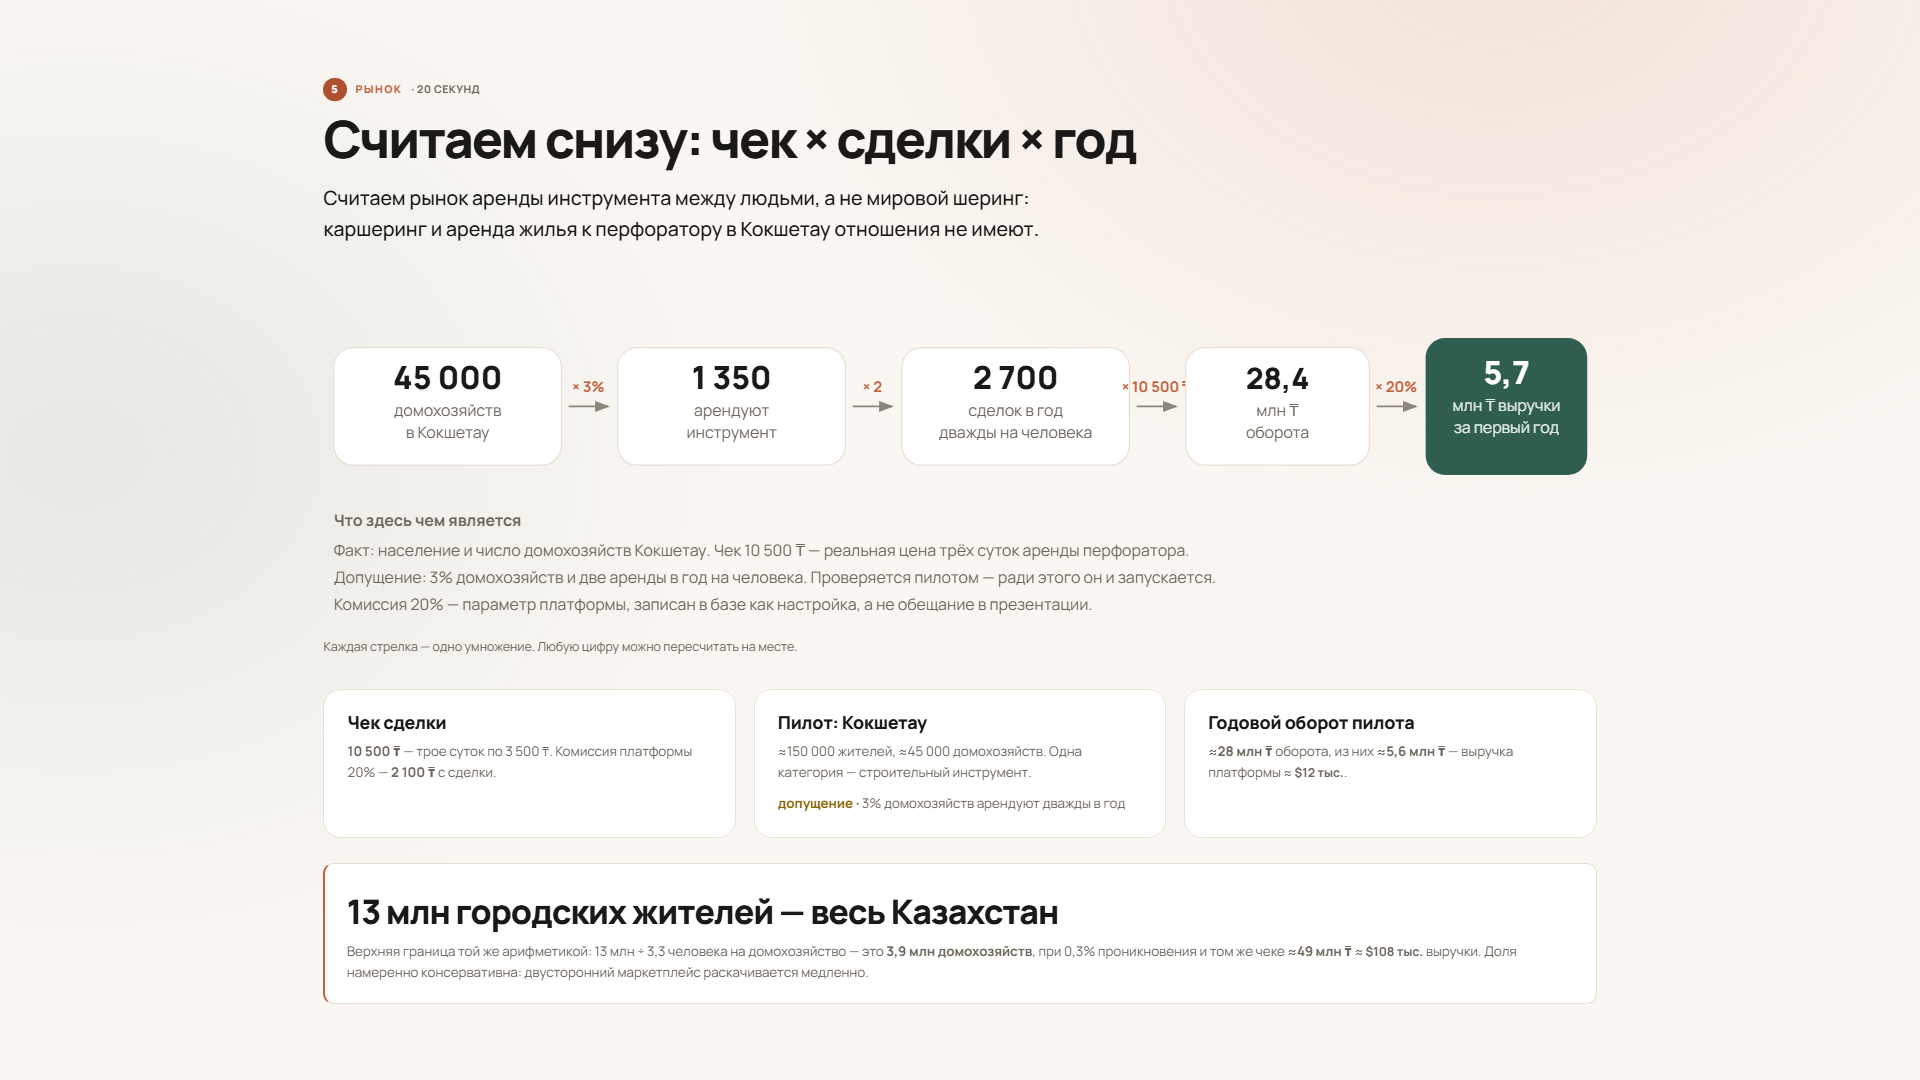 5 РЫНОК · 20 СЕКУНД
Считаем снизу: чек × сделки × год
Считаем рынок аренды инструмента между людьми, а не мировой шеринг:
каршеринг и аренда жилья к перфоратору в Кокшетау отношения не имеют.
45 000
домохозяйств
в Кокшетау
× 3%
1 350
арендуют
инструмент
× 2
2 700
сделок в год
дважды на человека
× 10 500 ₸
28,4
млн ₸
оборота
× 20%
5,7
млн ₸ выручки
за первый год
Что здесь чем является
Факт: население и число домохозяйств Кокшетау. Чек 10 500 ₸ — реальная цена трёх суток аренды перфоратора.
Допущение: 3% домохозяйств и две аренды в год на человека. Проверяется пилотом — ради этого он и запускается.
Комиссия 20% — параметр платформы, записан в базе как настройка, а не обещание в презентации.
Каждая стрелка — одно умножение. Любую цифру можно пересчитать на месте.
Чек сделки
10 500 ₸ — трое суток по 3 500 ₸. Комиссия платформы
20% — 2 100 ₸ с сделки.
Пилот: Кокшетау
≈150 000 жителей, ≈45 000 домохозяйств. Одна
категория — строительный инструмент.
допущение · 3% домохозяйств арендуют дважды в год
Годовой оборот пилота
≈28 млн ₸ оборота, из них ≈5,6 млн ₸ — выручка
платформы ≈ $12 тыс..
13 млн городских жителей — весь Казахстан
Верхняя граница той же арифметикой: 13 млн ÷ 3,3 человека на домохозяйство — это 3,9 млн домохозяйств, при 0,3% проникновения и том же чеке ≈49 млн ₸ ≈ $108 тыс. выручки. Доля
намеренно консервативна: двусторонний маркетплейс раскачивается медленно.